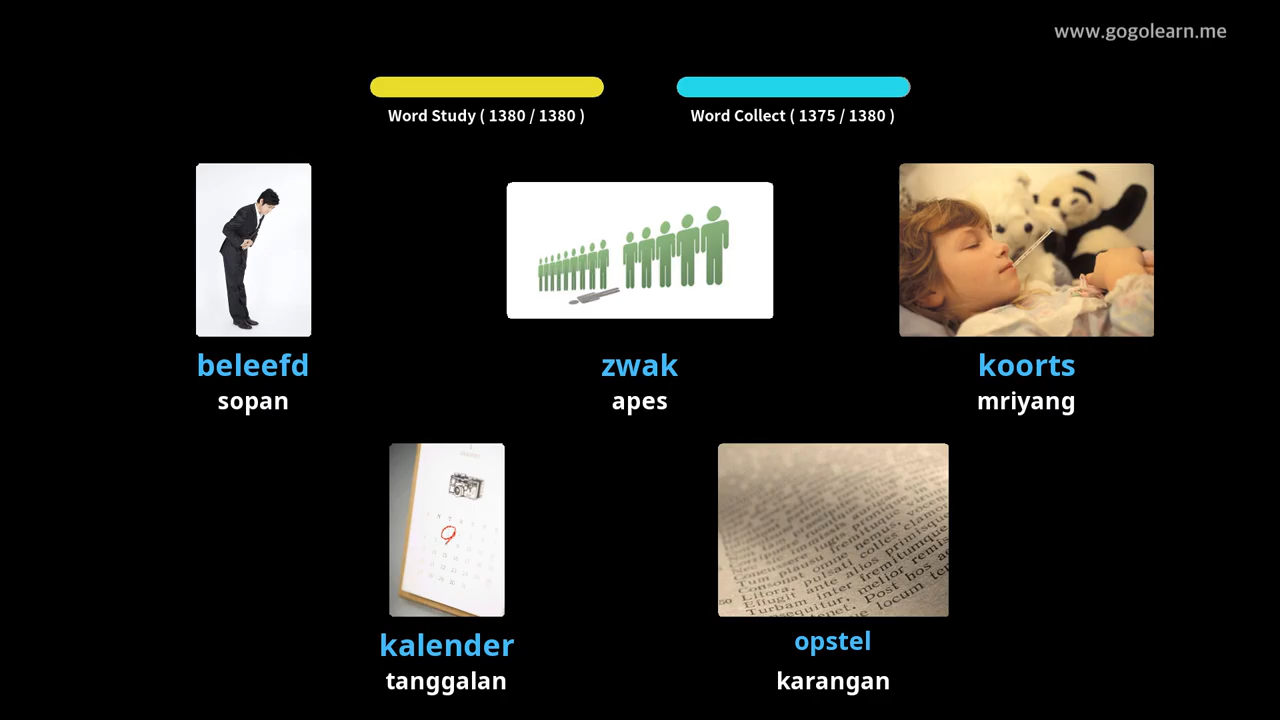 www.gogolearn.me
Word Study ( 1380 / 1380 )
Word Collect ( 1375 / 1380 )
beleefd
sopan
zwak
apes
koorts
mriyang
kalender
tanggalan
opstel
karangan